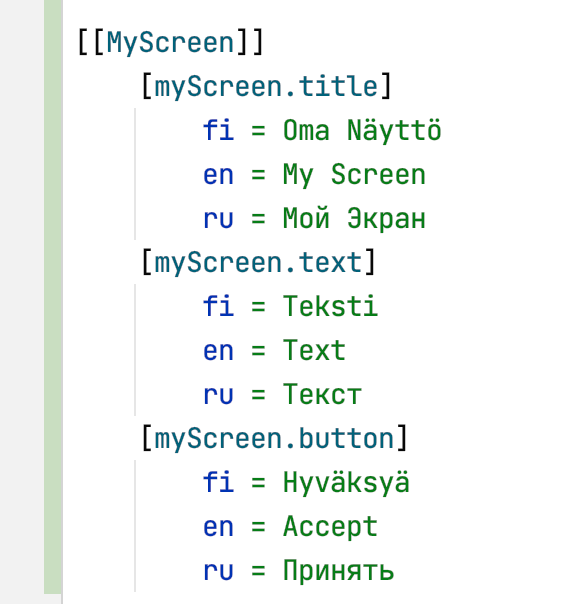 [[MyScreen]]
[myScreen.title]
fi = Oma Näyttö
en = My Screen
ru = Мой Экран
[myScreen.text]
fi = Teksti
en = Text
ru = Текст
[myScreen.button]
fi = Hyväksyä
en = Accept
ru = Принять